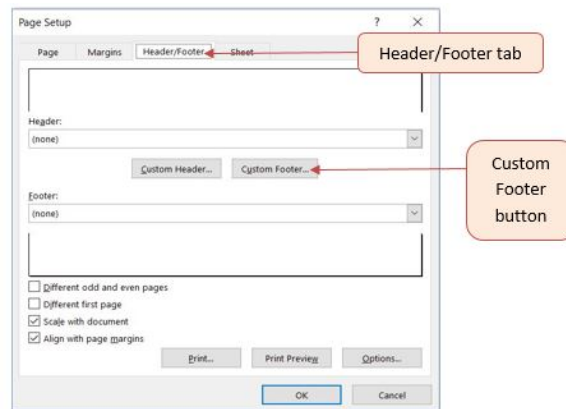 Page Setup ? ×
Page Margins Header/Footer Sheet
Header/Footer tab
Header:
(none)
Custom Header... Custom Footer...
Custom
Footer
button
Footer:
(none)
Different odd and even pages
Different first page
Scale with document
Align with page margins
Print... Print Preview Options...
OK Cancel